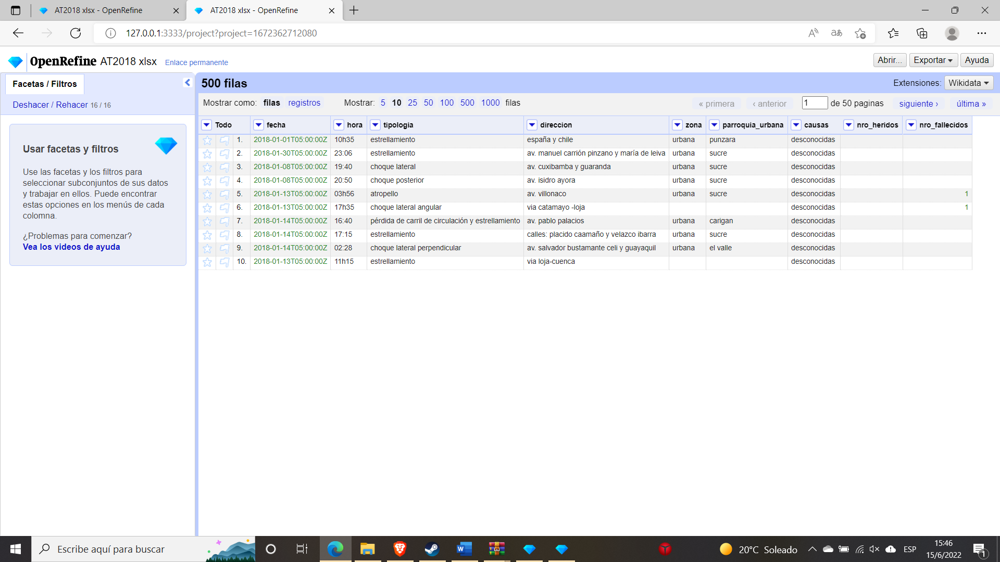 AT2018 xlsx - OpenRefine
AT2018 xlsx - OpenRefine
127.0.0.1:3333/project?project=1672362712080
OpenRefine AT2018 xlsx Enlace permanente
Abrir... Exportar Ayuda
Facetas / Filtros
Deshacer / Rehacer 16 / 16
Usar facetas y filtros
Use las facetas y los filtros para
seleccionar subconjuntos de sus datos
y trabajar en ellos. Puede encontrar
estas opciones en los menús de cada
colomna.
¿Problemas para comenzar?
Vea los videos de ayuda
500 filas
Extensiones: Wikidata
Mostrar como: filas registros Mostrar: 5 10 25 50 100 500 1000 filas
« primera ‹ anterior 1 de 50 paginas siguiente › última »
Todo fecha hora tipologia direccion zona parroquia_urbana causas nro_heridos nro_fallecidos
1. 2018-01-01T05:00:00Z 10h35 estrellamiento españa y chile urbana punzara desconocidas
2. 2018-01-30T05:00:00Z 23:06 estrellamiento av. manuel carrión pinzano y maría de leiva urbana sucre desconocidas
3. 2018-01-08T05:00:00Z 19:40 choque lateral av. cuxibamba y guaranda urbana sucre desconocidas
4. 2018-01-08T05:00:00Z 20:50 choque posterior av. isidro ayora urbana sucre desconocidas
5. 2018-01-13T05:00:00Z 03h56 atropello av. villonaco urbana sucre desconocidas 1
6. 2018-01-13T05:00:00Z 17h35 choque lateral angular via catamayo -loja desconocidas 1
7. 2018-01-14T05:00:00Z 16:40 pérdida de carril de circulación y estrellamiento av. pablo palacios urbana carigan desconocidas
8. 2018-01-14T05:00:00Z 17:15 estrellamiento calles: placido caamaño y velazco ibarra urbana sucre desconocidas
9. 2018-01-14T05:00:00Z 02:28 choque lateral perpendicular av. salvador bustamante celi y guayaquil urbana el valle desconocidas
10. 2018-01-13T05:00:00Z 11h15 estrellamiento via loja-cuenca desconocidas
Escribe aquí para buscar
20°C Soleado
ESP
15:46
15/6/2022
1